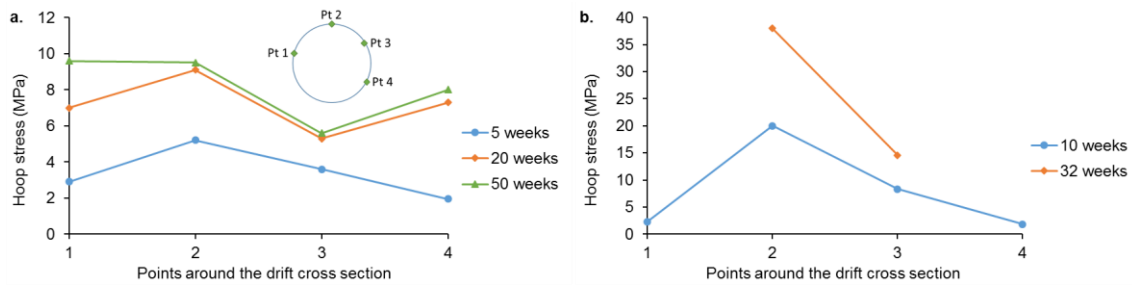 a.
Hoop stress (MPa)
12
10
8
6
4
2
0
1 2 3 4
Points around the drift cross section
Pt 1
Pt 2
Pt 3
Pt 4
5 weeks
20 weeks
50 weeks
b.
Hoop stress (MPa)
40
35
30
25
20
15
10
5
0
1 2 3 4
Points around the drift cross section
10 weeks
32 weeks